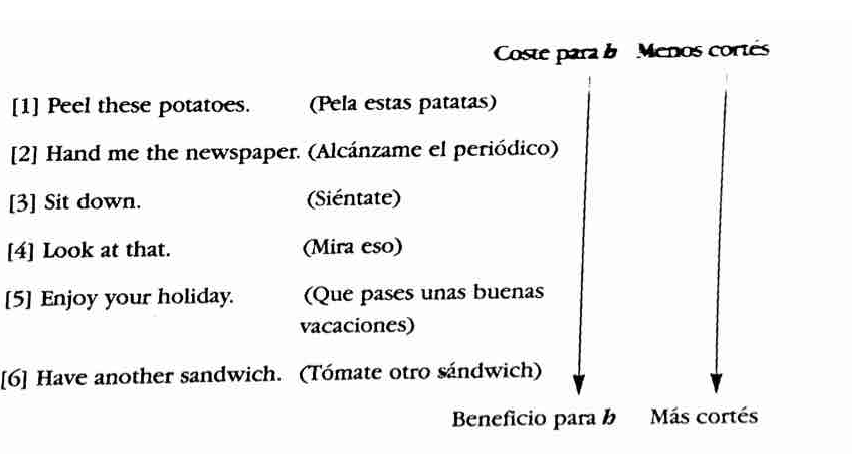 Coste para b Menos cortés
[1] Peel these potatoes. (Pela estas patatas)
[2] Hand me the newspaper. (Alcánzame el periódico)
[3] Sit down. (Siéntate)
[4] Look at that. (Mira eso)
[5] Enjoy your holiday. (Que pases unas buenas
vacaciones)
[6] Have another sandwich. (Tómate otro sándwich)
Beneficio para b Más cortés